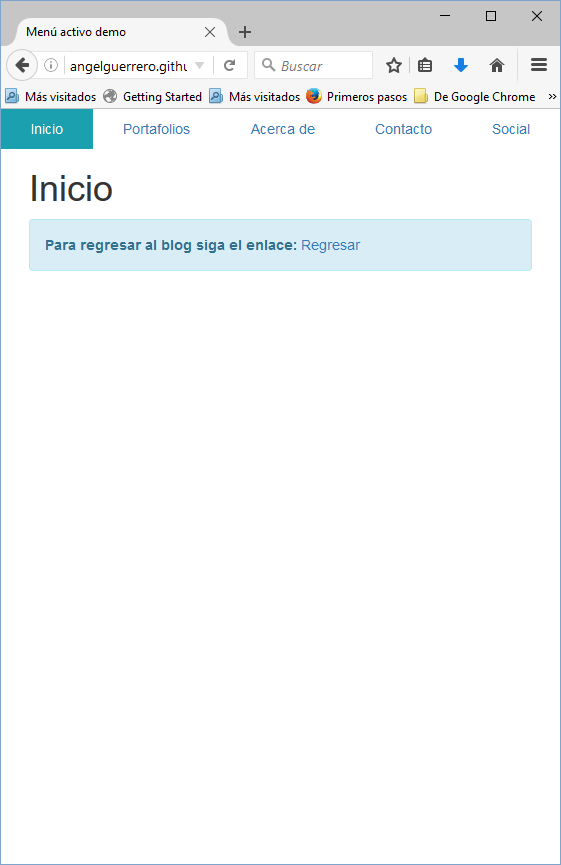 Menú activo demo
angelguerrero.githu
Buscar
Más visitados Getting Started Más visitados Primeros pasos De Google Chrome »
Inicio Portafolios Acerca de Contacto Social
Inicio
Para regresar al blog siga el enlace: Regresar